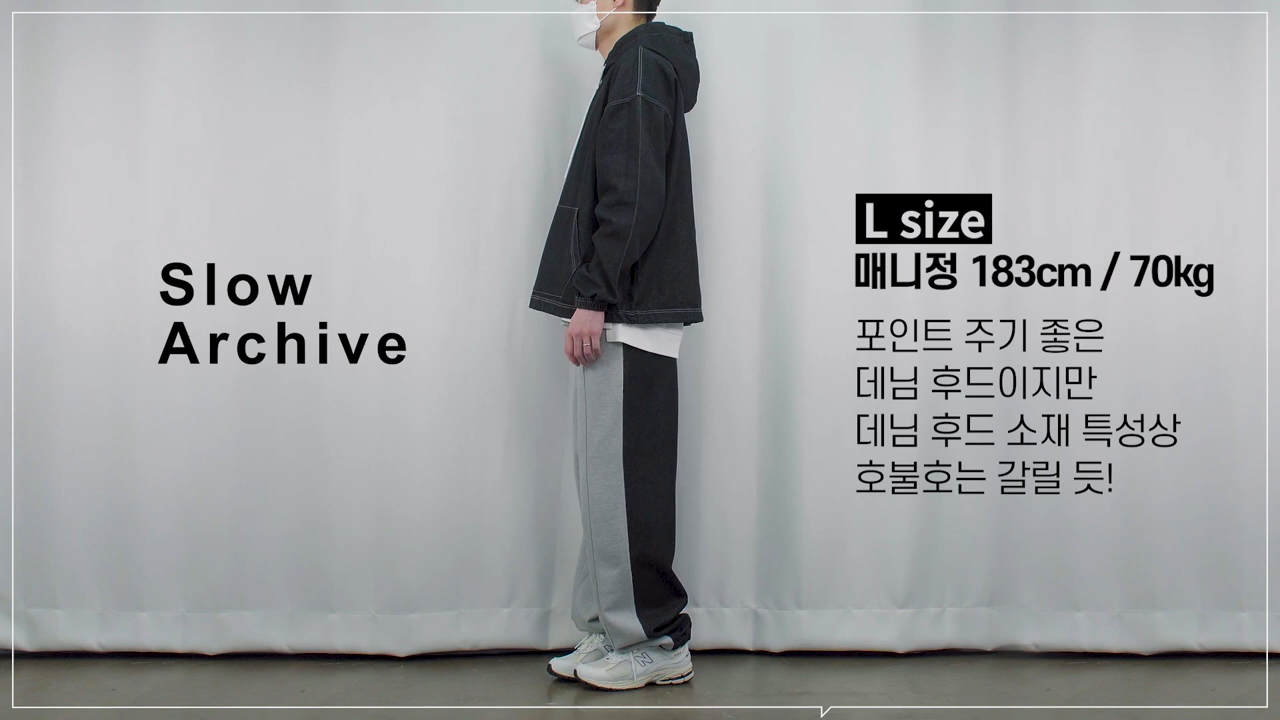 Slow
Archive
L size
매니정 183cm / 70kg
포인트 주기 좋은
데님 후드이지만
데님 후드 소재 특성상
호불호는 갈릴 듯!
N